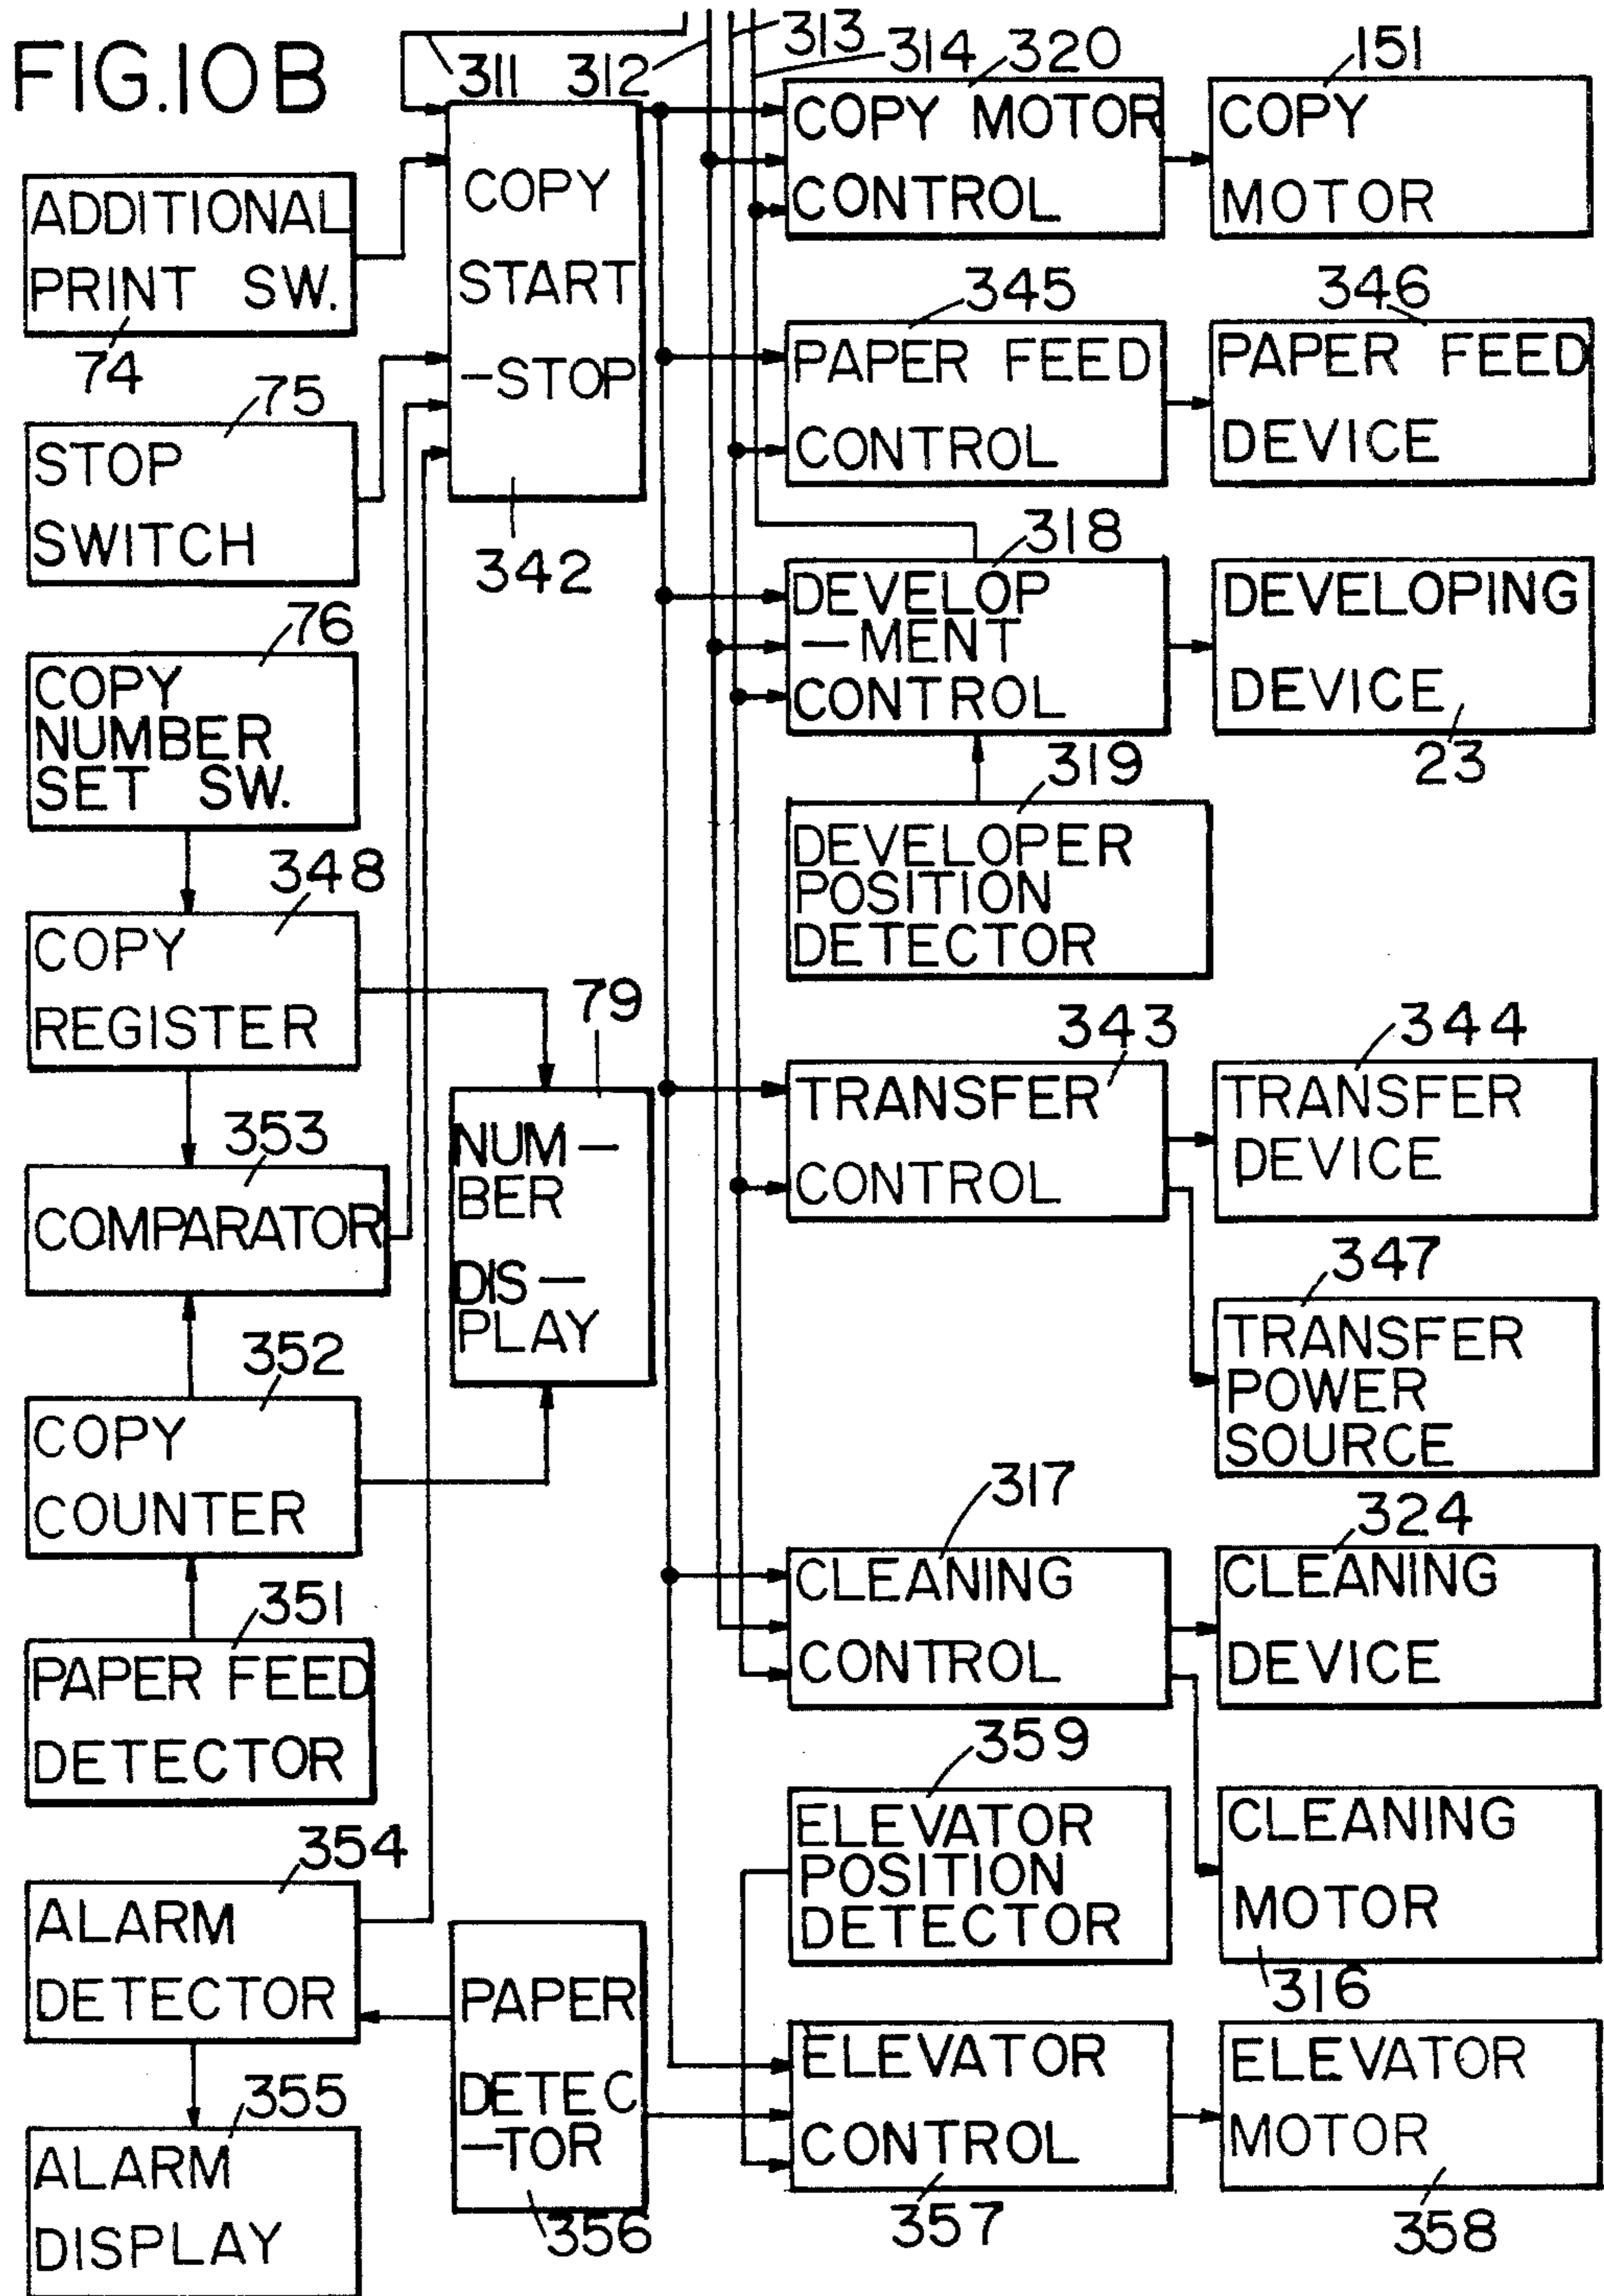 FIG.10B
311
312
313
314
320
COPY MOTOR
CONTROL
151
COPY
MOTOR
ADDITIONAL
PRINT SW.
74
COPY
START
-STOP
342
345
PAPER FEED
CONTROL
346
PAPER FEED
DEVICE
75
STOP
SWITCH
318
DEVELOP
-MENT
CONTROL
DEVELOPING
DEVICE
23
76
COPY
NUMBER
SET SW.
319
DEVELOPER
POSITION
DETECTOR
348
COPY
REGISTER
79
NUM-
BER
DIS-
PLAY
343
TRANSFER
CONTROL
344
TRANSFER
DEVICE
353
COMPARATOR
347
TRANSFER
POWER
SOURCE
352
COPY
COUNTER
317
CLEANING
CONTROL
324
CLEANING
DEVICE
351
PAPER FEED
DETECTOR
359
ELEVATOR
POSITION
DETECTOR
CLEANING
MOTOR
316
354
ALARM
DETECTOR
PAPER
DETEC
-TOR
356
ELEVATOR
CONTROL
357
ELEVATOR
MOTOR
358
355
ALARM
DISPLAY